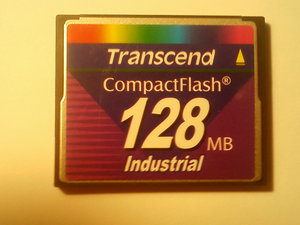 Transcend
CompactFlash®
128 MB
Industrial